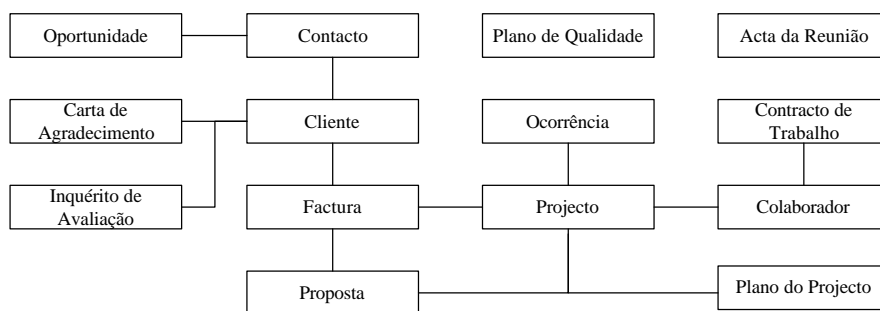 Oportunidade
Contacto
Plano de Qualidade
Acta da Reunião
Carta de
Agradecimento
Cliente
Ocorrência
Contracto de
Trabalho
Inquérito de
Avaliação
Factura
Projecto
Colaborador
Proposta
Plano do Projecto